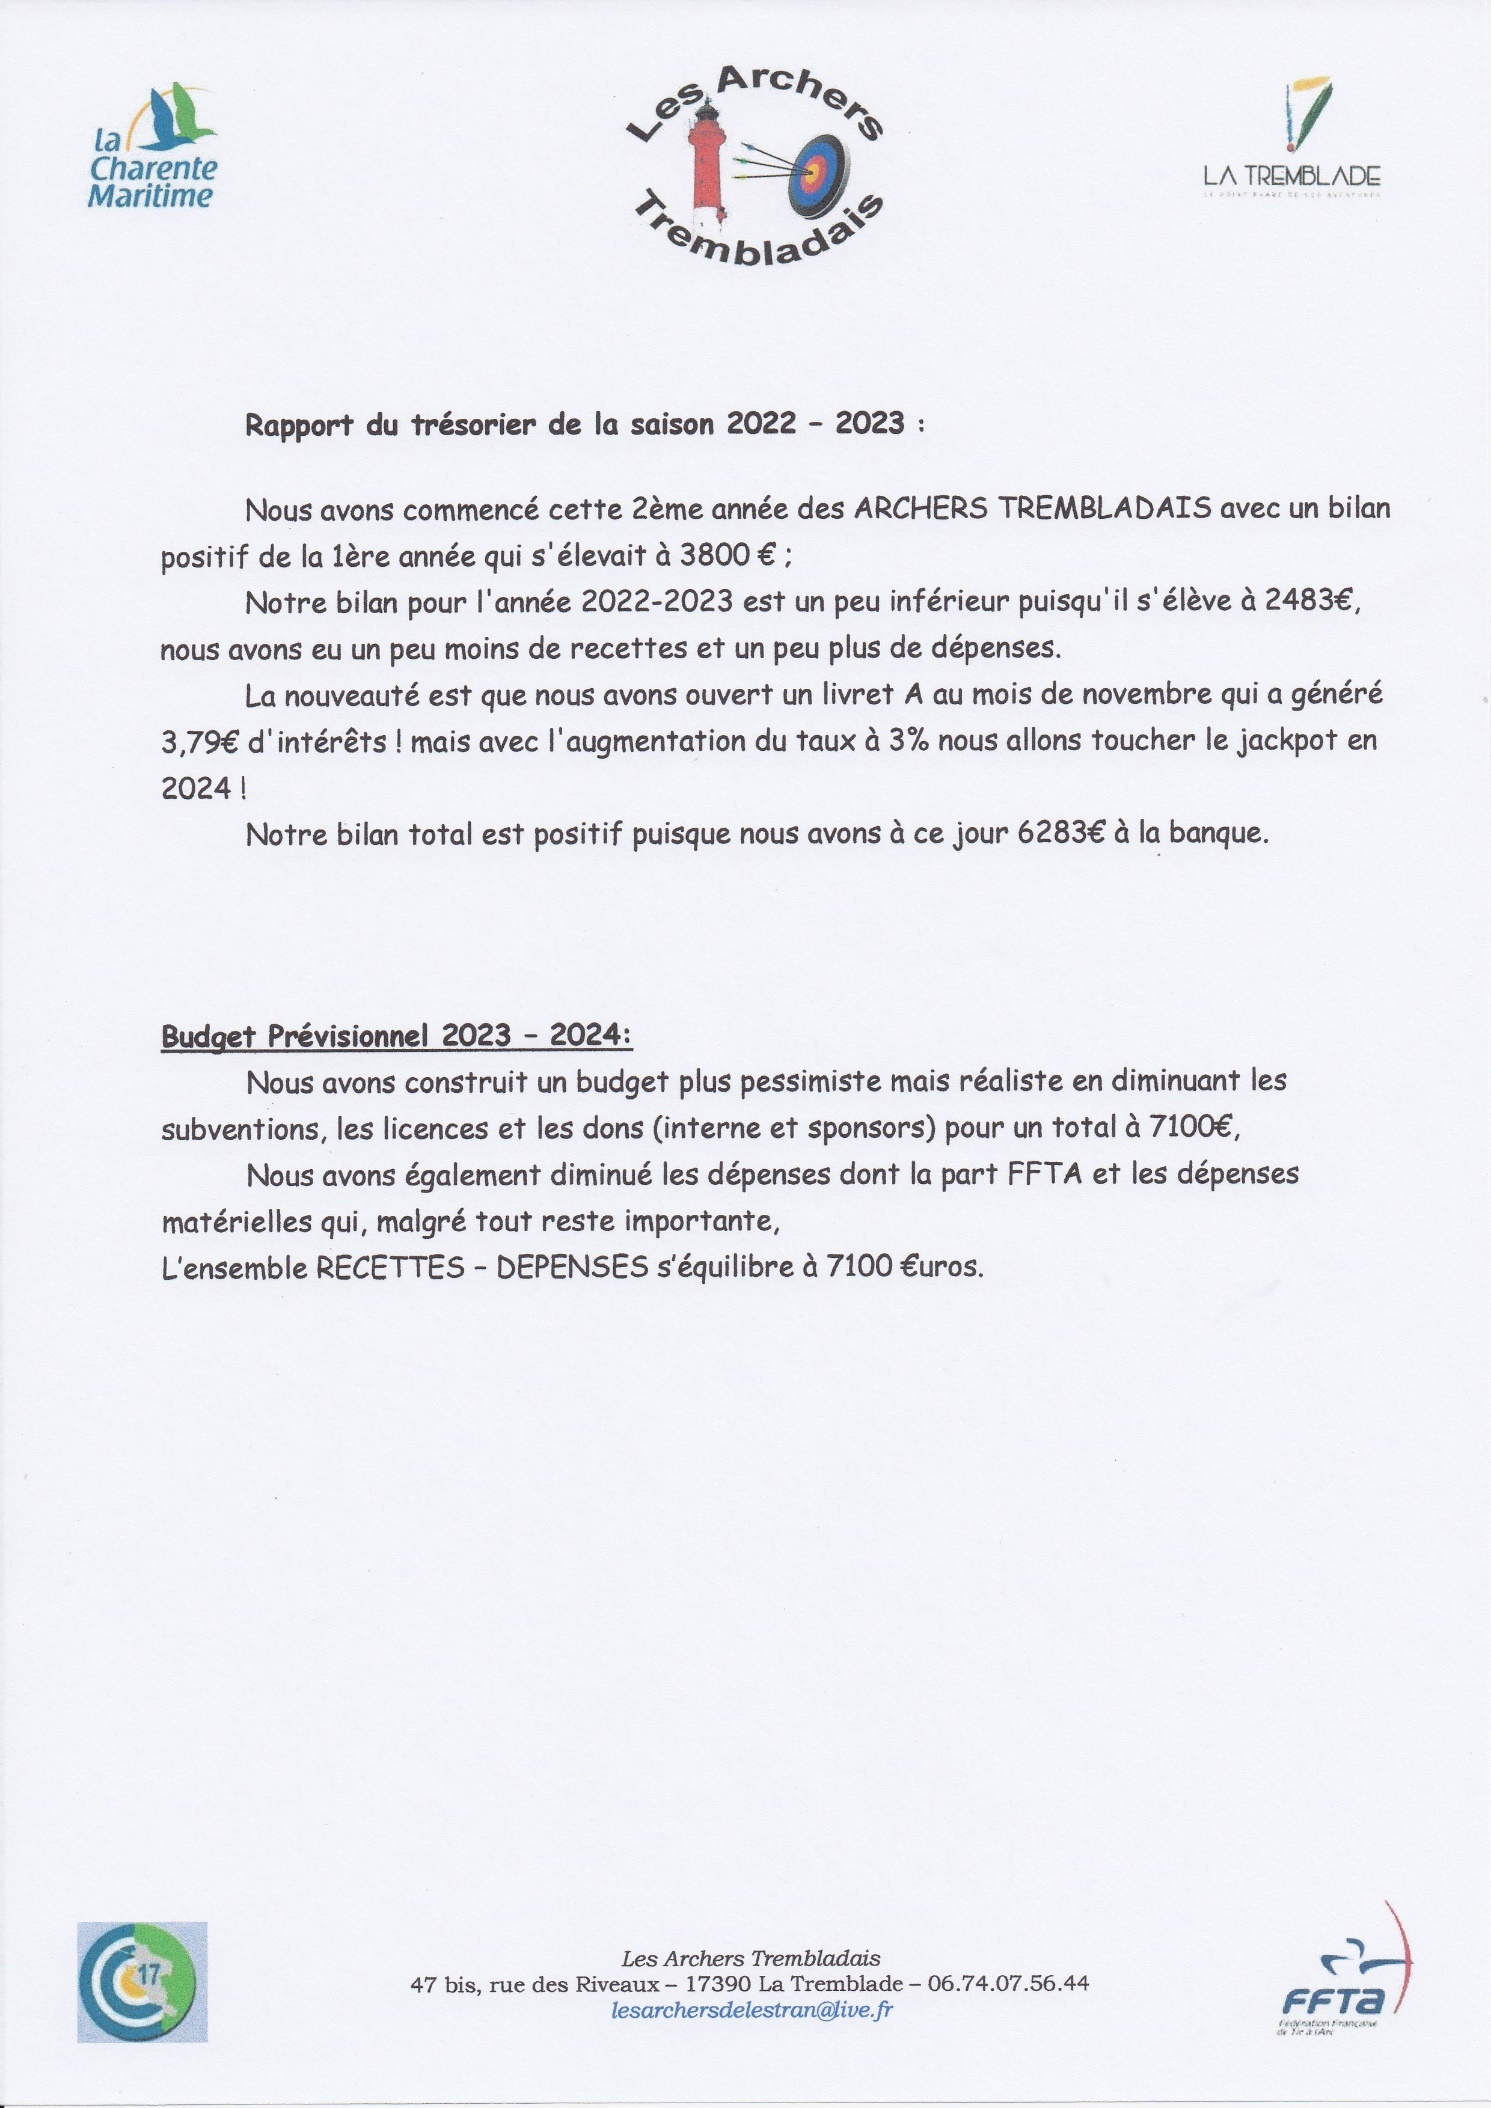 la
Charente
Maritime
Les Archers
Trembladais
LA TREMBLADE
Rapport du trésorier de la saison 2022 – 2023 :
Nous avons commencé cette 2ème année des ARCHERS TREMBLADAIS avec un bilan
positif de la 1ère année qui s'élevait à 3800 € ;
Notre bilan pour l'année 2022-2023 est un peu inférieur puisqu'il s'élève à 2483€,
nous avons eu un peu moins de recettes et un peu plus de dépenses.
La nouveauté est que nous avons ouvert un livret A au mois de novembre qui a généré
3,79€ d'intérêts ! mais avec l'augmentation du taux à 3% nous allons toucher le jackpot en
2024 !
Notre bilan total est positif puisque nous avons à ce jour 6283€ à la banque.
Budget Prévisionnel 2023 – 2024:
Nous avons construit un budget plus pessimiste mais réaliste en diminuant les
subventions, les licences et les dons (interne et sponsors) pour un total à 7100€,
Nous avons également diminué les dépenses dont la part FFTA et les dépenses
matérielles qui, malgré tout reste importante,
L'ensemble RECETTES – DEPENSES s'équilibre à 7100 €uros.
17
Les Archers Trembladais
47 bis, rue des Riveaux – 17390 La Tremblade – 06.74.07.56.44
lesarchersdelestran@live.fr
FFTA
Fédération Française
de Tir à l'Arc